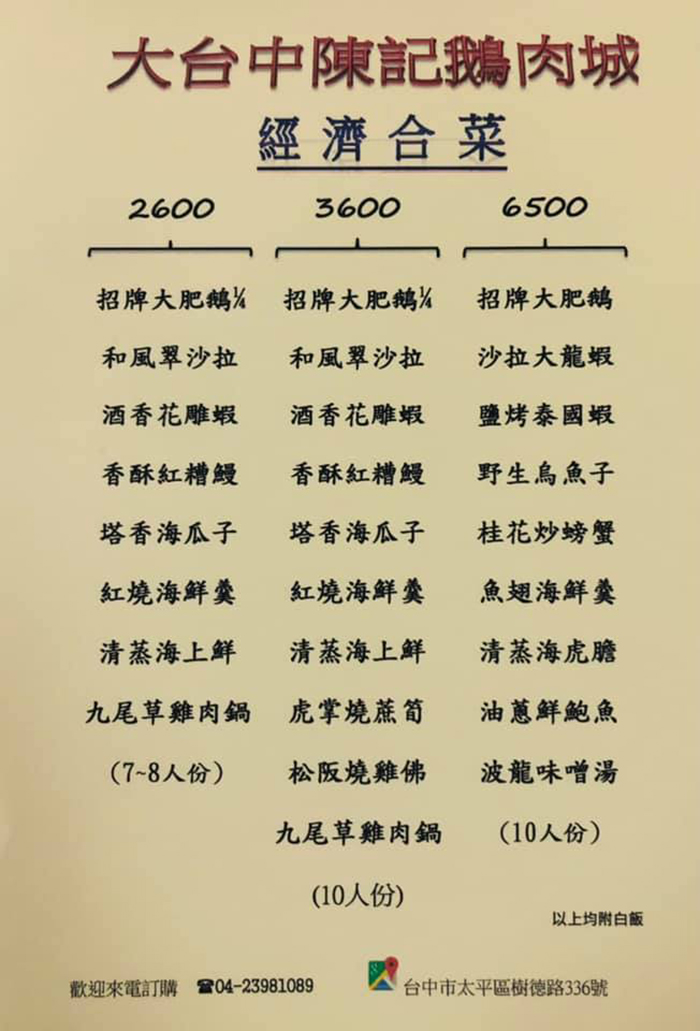 大台中陳記鵝肉城
經濟合菜
2600
招牌大肥鵝¼
和風翠沙拉
酒香花雕蝦
香酥紅糟鰻
塔香海瓜子
紅燒海鮮羹
清蒸海上鮮
九尾草雞肉鍋
(7~8人份)
3600
招牌大肥鵝¼
和風翠沙拉
酒香花雕蝦
香酥紅糟鰻
塔香海瓜子
紅燒海鮮羹
清蒸海上鮮
虎掌燒蔗筍
松阪燒雞佛
九尾草雞肉鍋
(10人份)
6500
招牌大肥鵝
沙拉大龍蝦
鹽烤泰國蝦
野生烏魚子
桂花炒螃蟹
魚翅海鮮羹
清蒸海虎膽
油蔥鮮鮑魚
波龍味噌湯
(10人份)
以上均附白飯
歡迎來電訂購 ☎04-23981089
台中市太平區樹德路336號